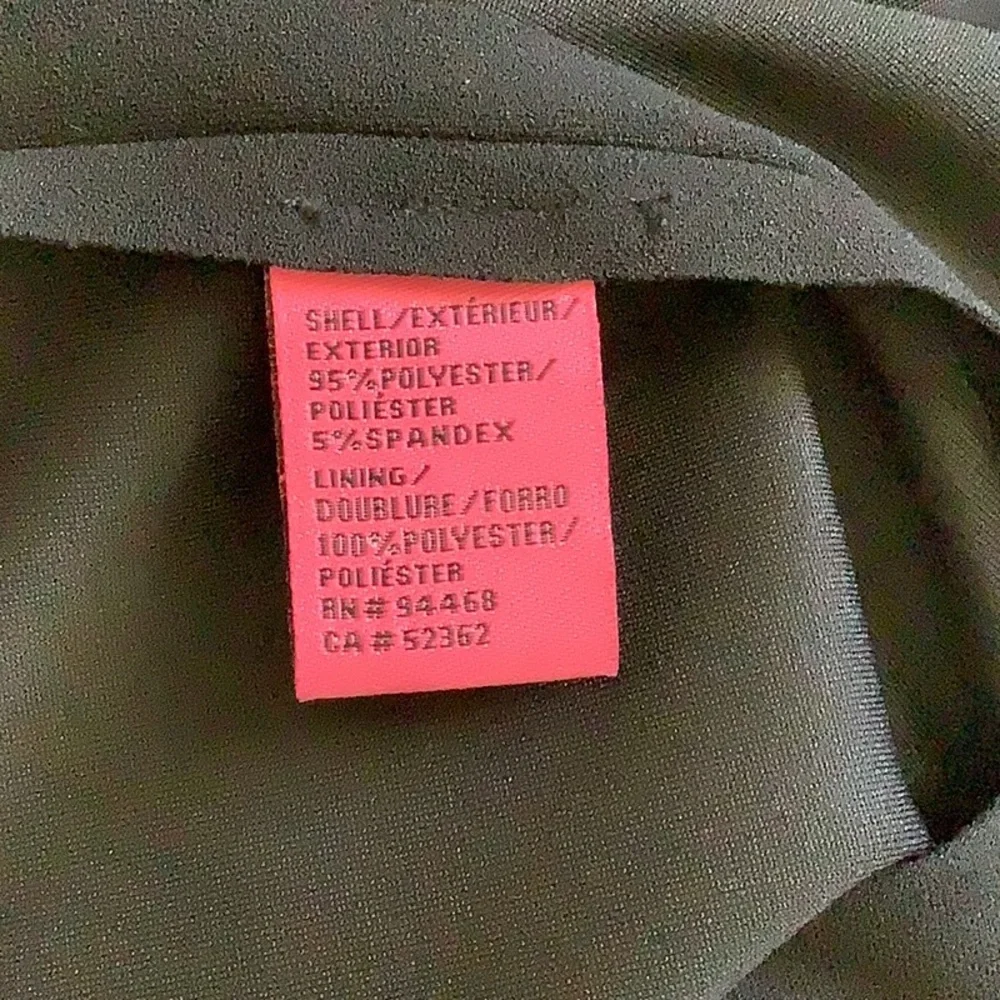 SHELL/EXTÉRIEUR/
EXTERIOR
95%POLYESTER/
POLIÉSTER
5%SPANDEX
LINING/
DOUBLURE/FORRO
100%POLYESTER/
POLIÉSTER
RN#94468
CA#52362